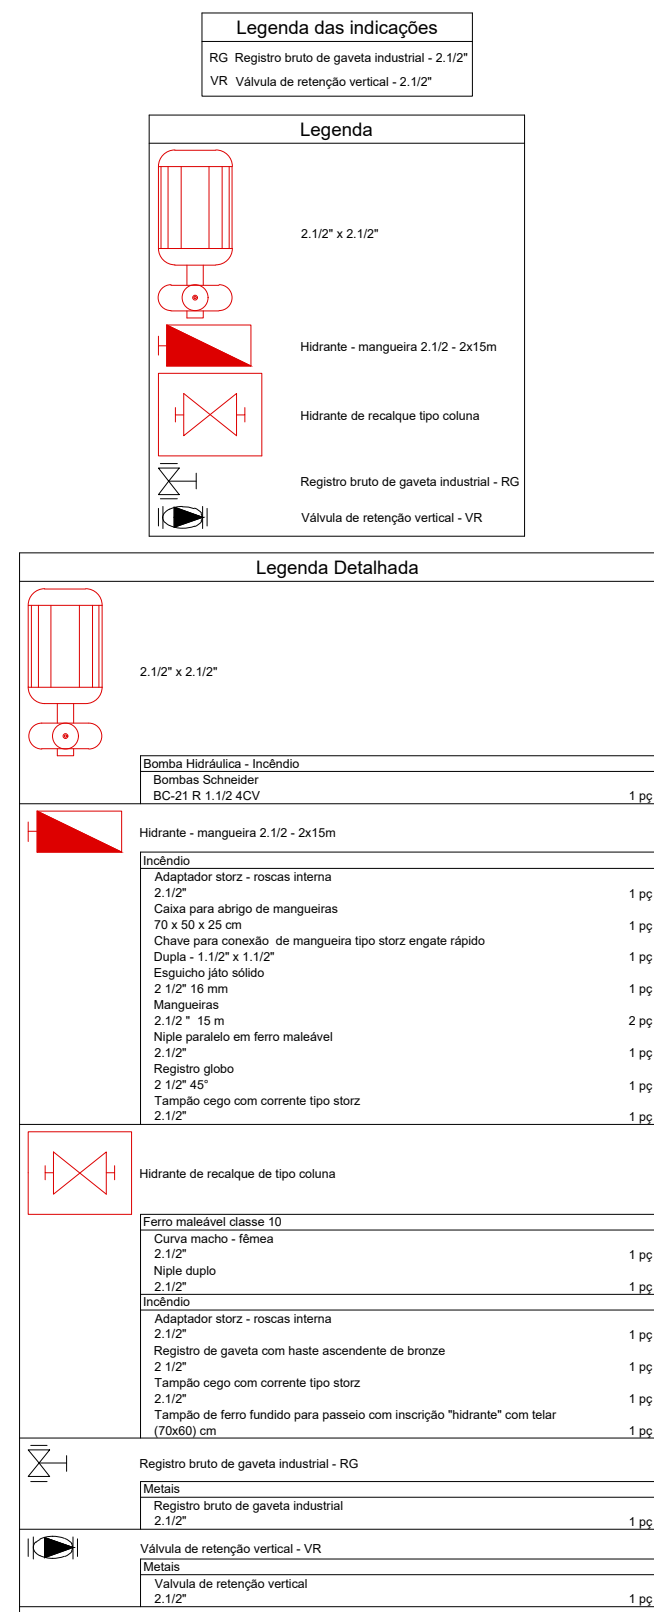 Legenda das indicações
RG Registro bruto de gaveta industrial - 2.1/2"
VR Válvula de retenção vertical - 2.1/2"
Legenda
2.1/2" x 2.1/2"
Hidrante - mangueira 2.1/2 - 2x15m
Hidrante de recalque tipo coluna
Registro bruto de gaveta industrial - RG
Válvula de retenção vertical - VR
Legenda Detalhada
2.1/2" x 2.1/2"
Bomba Hidráulica - Incêndio
Bombas Schneider
BC-21 R 1.1/2 4CV 1 pç
Hidrante - mangueira 2.1/2 - 2x15m
Incêndio
Adaptador storz - roscas interna
2.1/2" 1 pç
Caixa para abrigo de mangueiras
70 x 50 x 25 cm 1 pç
Chave para conexão de mangueira tipo storz engate rápido
Dupla - 1.1/2" x 1.1/2" 1 pç
Esguicho játo sólido
2 1/2" 16 mm 1 pç
Mangueiras
2.1/2 " 15 m 2 pç
Niple paralelo em ferro maleável
2.1/2" 1 pç
Registro globo
2 1/2" 45° 1 pç
Tampão cego com corrente tipo storz
2.1/2" 1 pç
Hidrante de recalque de tipo coluna
Ferro maleável classe 10
Curva macho - fêmea
2.1/2" 1 pç
Niple duplo
2.1/2" 1 pç
Incêndio
Adaptador storz - roscas interna
2.1/2" 1 pç
Registro de gaveta com haste ascendente de bronze
2 1/2" 1 pç
Tampão cego com corrente tipo storz
2.1/2" 1 pç
Tampão de ferro fundido para passeio com inscrição "hidrante" com telar
(70x60) cm 1 pç
Registro bruto de gaveta industrial - RG
Metais
Registro bruto de gaveta industrial
2.1/2" 1 pç
Válvula de retenção vertical - VR
Metais
Valvula de retenção vertical
2.1/2" 1 pç